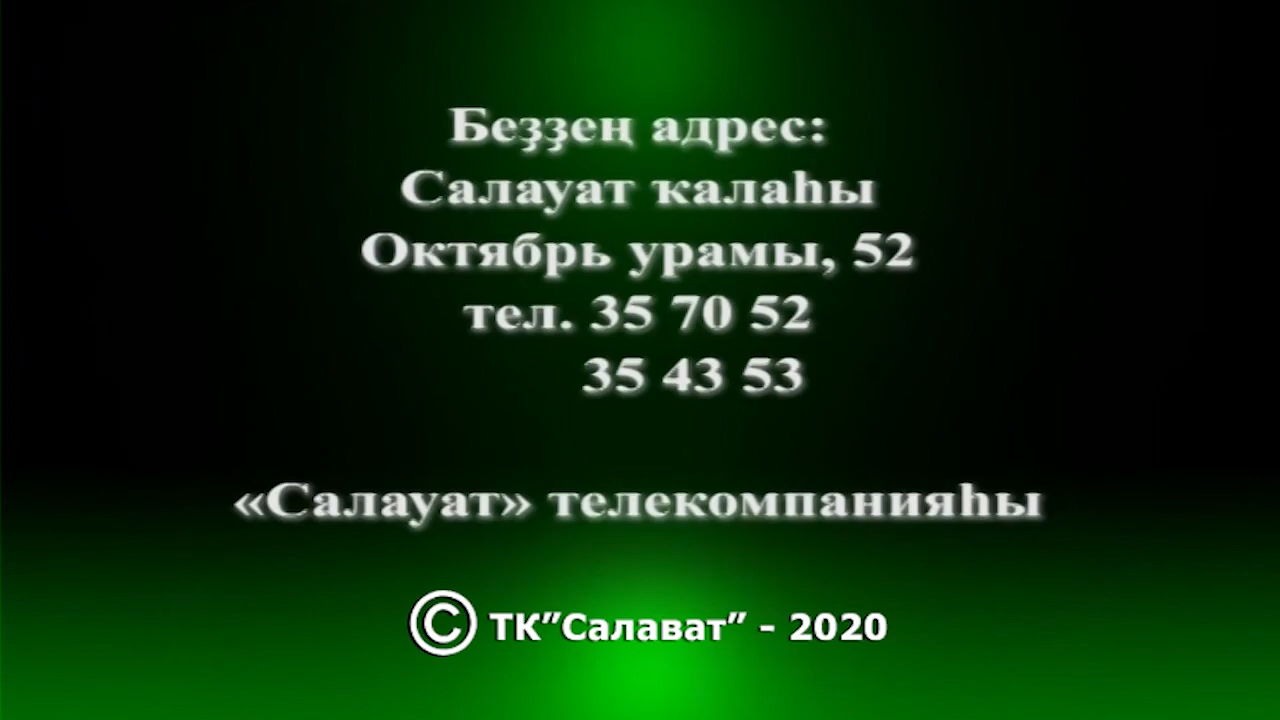 Беҙҙең адрес:
Салауат ҡалаһы
Октябрь урамы, 52
тел. 35 70 52
35 43 53
«Салауат» телекомпанияһы
© ТК"Салават" - 2020